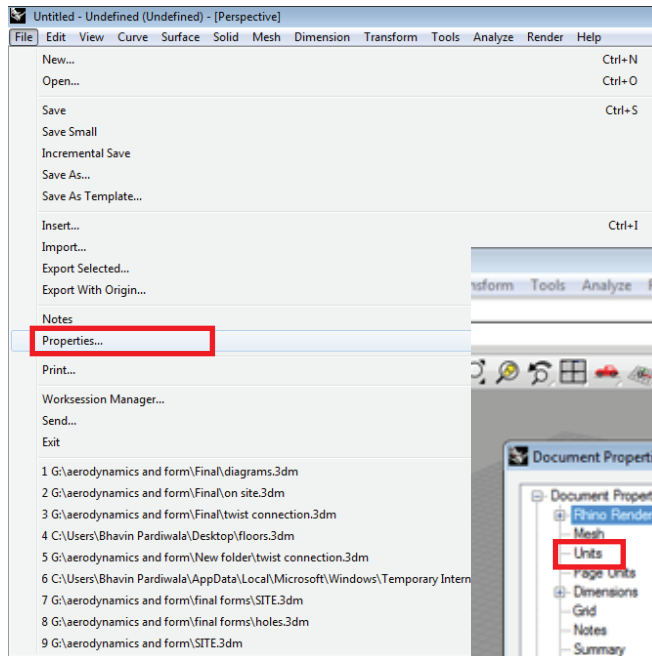 Untitled - Undefined (Undefined) - [Perspective]
File Edit View Curve Surface Solid Mesh Dimension Transform Tools Analyze Render Help
New... Ctrl+N
Open... Ctrl+O
Save Ctrl+S
Save Small
Incremental Save
Save As...
Save As Template...
Insert... Ctrl+I
Import...
Export Selected...
Export With Origin...
Notes
Properties...
Print...
Worksession Manager...
Send...
Exit
1 G:\aerodynamics and form\Final\diagrams.3dm
2 G:\aerodynamics and form\Final\on site.3dm
3 G:\aerodynamics and form\Final\twist connection.3dm
4 C:\Users\Bhavin Pardiwala\Desktop\floors.3dm
5 G:\aerodynamics and form\New folder\twist connection.3dm
6 C:\Users\Bhavin Pardiwala\AppData\Local\Microsoft\Windows\Temporary Intern
7 G:\aerodynamics and form\final forms\SITE.3dm
8 G:\aerodynamics and form\final forms\holes.3dm
9 G:\aerodynamics and form\SITE.3dm
nsform Tools Analyze
Document Properti
Document Propert
Rhino Render
Mesh
Units
Page Units
Dimensions
Grid
Notes
Summary